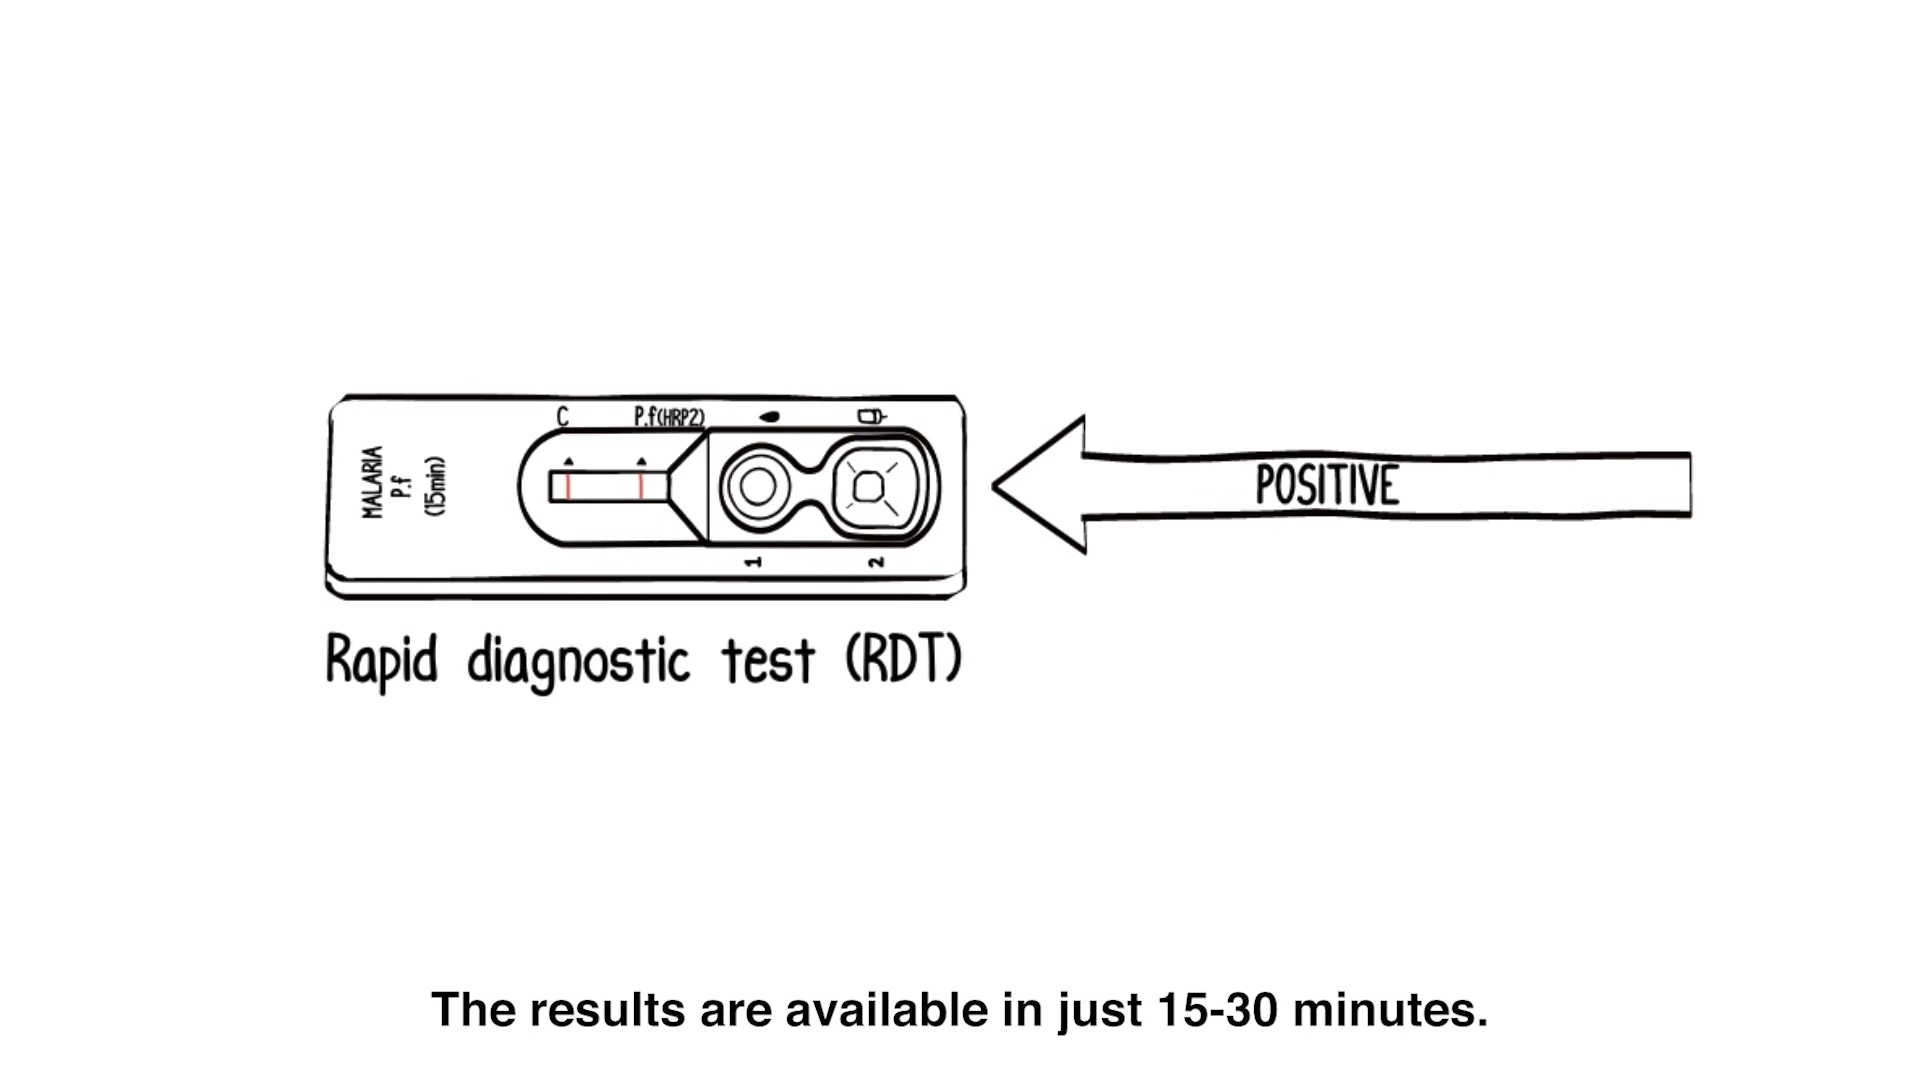 C P.f(HRP2)
MALARIA
P.f
(15min)
POSITIVE
1 2
Rapid diagnostic test (RDT)
The results are available in just 15-30 minutes.